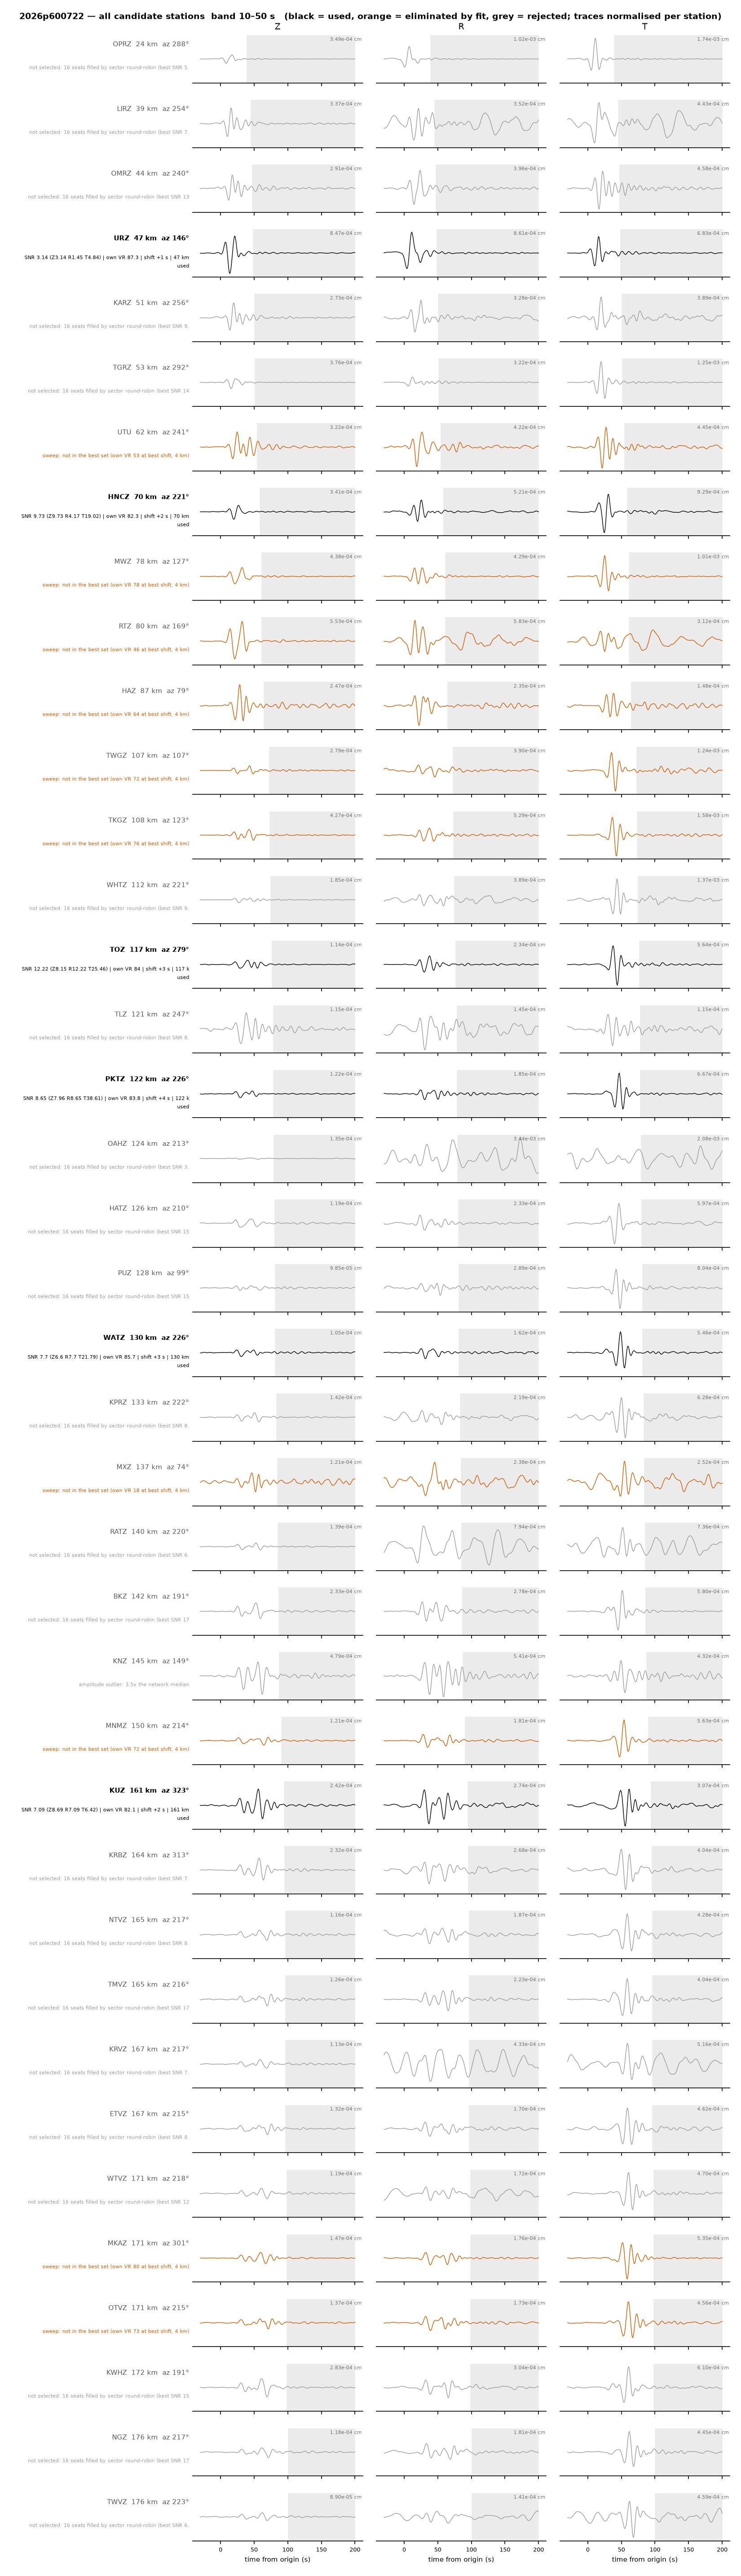 2026p600722 — all candidate stations  band 10–50 s   (black = used, orange = eliminated by fit, grey = rejected; traces normalised per station)
Z R T
OPRZ  24 km  az 288°
not selected: 16 seats filled by sector round-robin (best SNR 5.
3.49e-04 cm 1.02e-03 cm 1.74e-03 cm
LIRZ  39 km  az 254°
not selected: 16 seats filled by sector round-robin (best SNR 7.
3.37e-04 cm 3.52e-04 cm 4.43e-04 cm
OMRZ  44 km  az 240°
not selected: 16 seats filled by sector round-robin (best SNR 13
2.91e-04 cm 3.96e-04 cm 4.58e-04 cm
URZ  47 km  az 146°
SNR 3.14 (Z3.14 R1.45 T4.84) | own VR 87.3 | shift +1 s | 47 km
used
8.47e-04 cm 8.61e-04 cm 6.83e-04 cm
KARZ  51 km  az 256°
not selected: 16 seats filled by sector round-robin (best SNR 9.
2.73e-04 cm 3.28e-04 cm 3.89e-04 cm
TGRZ  53 km  az 292°
not selected: 16 seats filled by sector round-robin (best SNR 14
3.76e-04 cm 3.22e-04 cm 1.25e-03 cm
UTU  62 km  az 241°
sweep: not in the best set (own VR 53 at best shift, 4 km)
3.22e-04 cm 4.22e-04 cm 4.45e-04 cm
HNCZ  70 km  az 221°
SNR 9.73 (Z9.73 R4.17 T19.02) | own VR 82.3 | shift +2 s | 70 km
used
3.41e-04 cm 5.21e-04 cm 9.29e-04 cm
MWZ  78 km  az 127°
sweep: not in the best set (own VR 78 at best shift, 4 km)
4.38e-04 cm 4.29e-04 cm 1.01e-03 cm
RTZ  80 km  az 169°
sweep: not in the best set (own VR 46 at best shift, 4 km)
5.53e-04 cm 5.83e-04 cm 3.12e-04 cm
HAZ  87 km  az 79°
sweep: not in the best set (own VR 64 at best shift, 4 km)
2.47e-04 cm 2.35e-04 cm 1.48e-04 cm
TWGZ  107 km  az 107°
sweep: not in the best set (own VR 72 at best shift, 4 km)
2.79e-04 cm 3.90e-04 cm 1.24e-03 cm
TKGZ  108 km  az 123°
sweep: not in the best set (own VR 76 at best shift, 4 km)
4.27e-04 cm 5.29e-04 cm 1.58e-03 cm
WHTZ  112 km  az 221°
not selected: 16 seats filled by sector round-robin (best SNR 9.
1.85e-04 cm 3.89e-04 cm 1.37e-03 cm
TOZ  117 km  az 279°
SNR 12.22 (Z8.15 R12.22 T25.46) | own VR 84 | shift +3 s | 117 k
used
1.14e-04 cm 2.34e-04 cm 5.64e-04 cm
TLZ  121 km  az 247°
not selected: 16 seats filled by sector round-robin (best SNR 8.
1.15e-04 cm 1.45e-04 cm 1.15e-04 cm
PKTZ  122 km  az 226°
SNR 8.65 (Z7.96 R8.65 T38.61) | own VR 83.8 | shift +4 s | 122 k
used
1.22e-04 cm 1.85e-04 cm 6.67e-04 cm
OAHZ  124 km  az 213°
not selected: 16 seats filled by sector round-robin (best SNR 3.
1.35e-04 cm 3.44e-03 cm 2.08e-03 cm
HATZ  126 km  az 210°
not selected: 16 seats filled by sector round-robin (best SNR 15
1.19e-04 cm 2.33e-04 cm 5.97e-04 cm
PUZ  128 km  az 99°
not selected: 16 seats filled by sector round-robin (best SNR 15
9.85e-05 cm 2.89e-04 cm 8.04e-04 cm
WATZ  130 km  az 226°
SNR 7.7 (Z6.6 R7.7 T21.79) | own VR 85.7 | shift +3 s | 130 km
used
1.05e-04 cm 1.62e-04 cm 5.46e-04 cm
KPRZ  133 km  az 222°
not selected: 16 seats filled by sector round-robin (best SNR 8.
1.42e-04 cm 2.19e-04 cm 6.28e-04 cm
MXZ  137 km  az 74°
sweep: not in the best set (own VR 18 at best shift, 4 km)
1.21e-04 cm 2.38e-04 cm 2.52e-04 cm
RATZ  140 km  az 220°
not selected: 16 seats filled by sector round-robin (best SNR 6.
1.39e-04 cm 7.94e-04 cm 7.36e-04 cm
BKZ  142 km  az 191°
not selected: 16 seats filled by sector round-robin (best SNR 17
2.33e-04 cm 2.78e-04 cm 5.80e-04 cm
KNZ  145 km  az 149°
amplitude outlier: 3.5x the network median
4.79e-04 cm 5.41e-04 cm 4.32e-04 cm
MNMZ  150 km  az 214°
sweep: not in the best set (own VR 72 at best shift, 4 km)
1.21e-04 cm 1.81e-04 cm 5.63e-04 cm
KUZ  161 km  az 323°
SNR 7.09 (Z8.69 R7.09 T6.42) | own VR 82.1 | shift +2 s | 161 km
used
2.42e-04 cm 2.74e-04 cm 3.07e-04 cm
KRBZ  164 km  az 313°
not selected: 16 seats filled by sector round-robin (best SNR 7.
2.32e-04 cm 2.68e-04 cm 4.04e-04 cm
NTVZ  165 km  az 217°
not selected: 16 seats filled by sector round-robin (best SNR 8.
1.16e-04 cm 1.87e-04 cm 4.28e-04 cm
TMVZ  165 km  az 216°
not selected: 16 seats filled by sector round-robin (best SNR 17
1.26e-04 cm 2.23e-04 cm 4.04e-04 cm
KRVZ  167 km  az 217°
not selected: 16 seats filled by sector round-robin (best SNR 7.
1.13e-04 cm 4.33e-04 cm 5.16e-04 cm
ETVZ  167 km  az 215°
not selected: 16 seats filled by sector round-robin (best SNR 8.
1.32e-04 cm 1.70e-04 cm 4.62e-04 cm
WTVZ  171 km  az 218°
not selected: 16 seats filled by sector round-robin (best SNR 12
1.19e-04 cm 1.72e-04 cm 4.70e-04 cm
MKAZ  171 km  az 301°
sweep: not in the best set (own VR 80 at best shift, 4 km)
1.47e-04 cm 1.76e-04 cm 5.35e-04 cm
OTVZ  171 km  az 215°
sweep: not in the best set (own VR 73 at best shift, 4 km)
1.37e-04 cm 1.73e-04 cm 4.56e-04 cm
KWHZ  172 km  az 191°
not selected: 16 seats filled by sector round-robin (best SNR 15
2.83e-04 cm 3.04e-04 cm 6.10e-04 cm
NGZ  176 km  az 217°
not selected: 16 seats filled by sector round-robin (best SNR 17
1.18e-04 cm 1.81e-04 cm 4.45e-04 cm
TWVZ  176 km  az 223°
not selected: 16 seats filled by sector round-robin (best SNR 6.
8.90e-05 cm 1.41e-04 cm 4.59e-04 cm
0 50 100 150 200 0 50 100 150 200 0 50 100 150 200
time from origin (s) time from origin (s) time from origin (s)